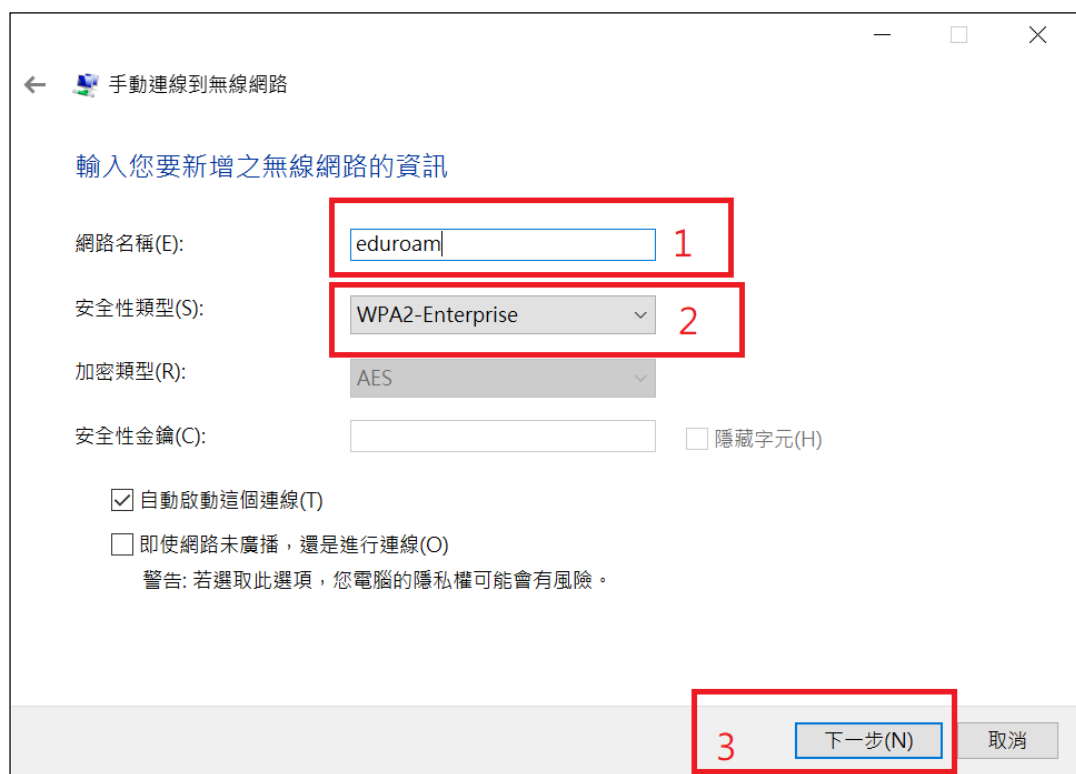 手動連線到無線網路
輸入您要新增之無線網路的資訊
網路名稱(E): eduroam 1
安全性類型(S): WPA2-Enterprise 2
加密類型(R): AES
安全性金鑰(C): 隱藏字元(H)
自動啟動這個連線(T)
即使網路未廣播，還是進行連線(O)
警告: 若選取此選項，您電腦的隱私權可能會有風險。
3 下一步(N) 取消